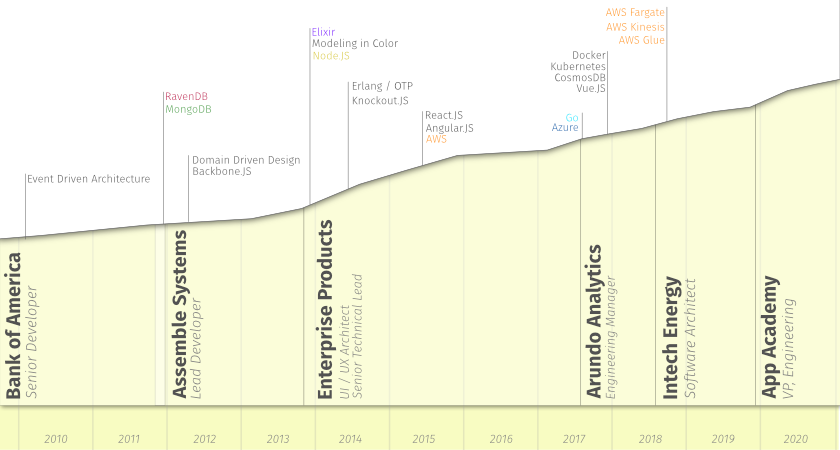 AWS Fargate
AWS Kinesis
AWS Glue
Elixir
Modeling in Color
Node.JS
Docker
Kubernetes
CosmosDB
Vue.JS
Erlang / OTP
Knockout.JS
RavenDB
MongoDB
React.JS
Angular.JS
AWS
Go
Azure
Domain Driven Design
Backbone.JS
Event Driven Architecture
Bank of America
Senior Developer
Assemble Systems
Lead Developer
Enterprise Products
UI / UX Architect
Senior Technical Lead
Arundo Analytics
Engineering Manager
Intech Energy
Software Architect
App Academy
VP, Engineering
2010
2011
2012
2013
2014
2015
2016
2017
2018
2019
2020